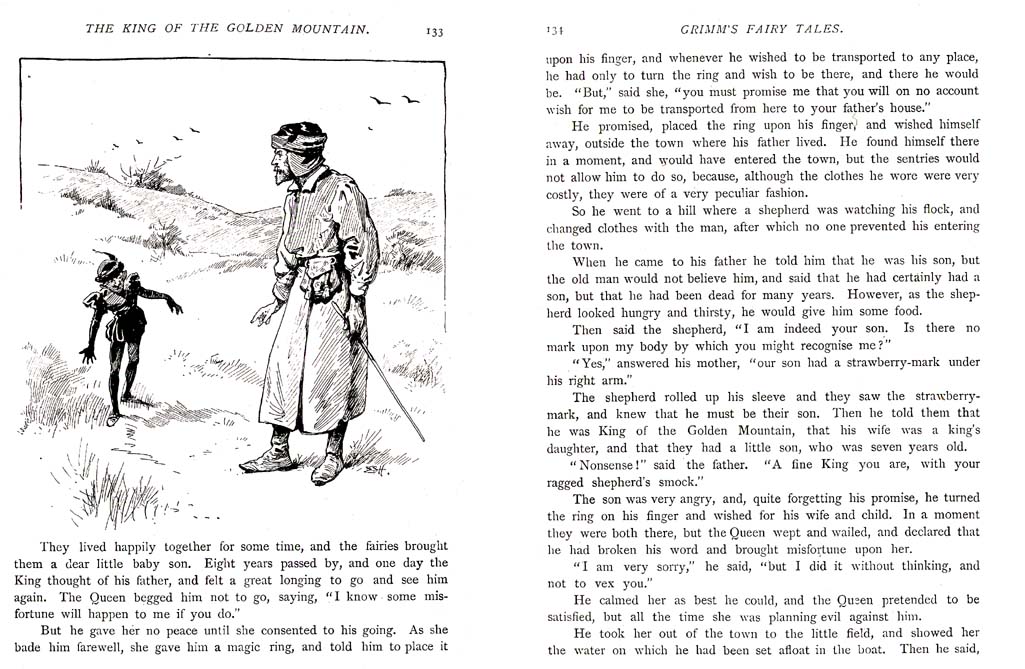 THE KING OF THE GOLDEN MOUNTAIN. 133
They lived happily together for some time, and the fairies brought
them a dear little baby son. Eight years passed by, and one day the
King thought of his father, and felt a great longing to go and see him
again. The Queen begged him not to go, saying, "I know some mis-
fortune will happen to me if you do."
But he gave her no peace until she consented to his going. As she
bade him farewell, she gave him a magic ring, and told him to place it
134 GRIMM'S FAIRY TALES.
upon his finger, and whenever he wished to be transported to any place,
he had only to turn the ring and wish to be there, and there he would
be. "But," said she, "you must promise me that you will on no account
wish for me to be transported from here to your father's house."
He promised, placed the ring upon his finger, and wished himself
away, outside the town where his father lived. He found himself there
in a moment, and would have entered the town, but the sentries would
not allow him to do so, because, although the clothes he wore were very
costly, they were of a very peculiar fashion.
So he went to a hill where a shepherd was watching his flock, and
changed clothes with the man, after which no one prevented his entering
the town.
When he came to his father he told him that he was his son, but
the old man would not believe him, and said that he had certainly had a
son, but that he had been dead for many years. However, as the shep-
herd looked hungry and thirsty, he would give him some food.
Then said the shepherd, "I am indeed your son. Is there no
mark upon my body by which you might recognise me?"
"Yes," answered his mother, "our son had a strawberry-mark under
his right arm."
The shepherd rolled up his sleeve and they saw the strawberry-
mark, and knew that he must be their son. Then he told them that
he was King of the Golden Mountain, that his wife was a king's
daughter, and that they had a little son, who was seven years old.
"Nonsense!" said the father. "A fine King you are, with your
ragged shepherd's smock."
The son was very angry, and, quite forgetting his promise, he turned
the ring on his finger and wished for his wife and child. In a moment
they were both there, but the Queen wept and wailed, and declared that
he had broken his word and brought misfortune upon her.
"I am very sorry," he said, "but I did it without thinking, and
not to vex you."
He calmed her as best he could, and the Queen pretended to be
satisfied, but all the time she was planning evil against him.
He took her out of the town to the little field, and showed her
the water on which he had been set afloat in the boat. Then he said,